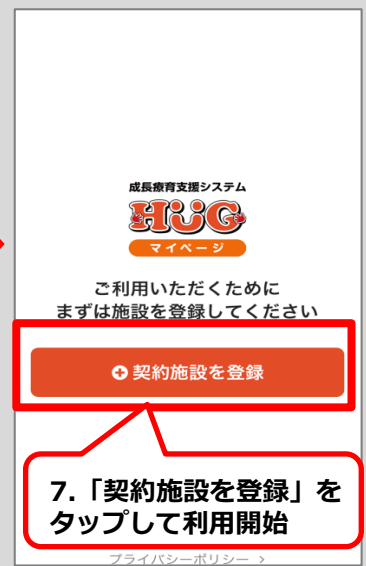 成長療育支援システム
HUG
マイページ
ご利用いただくために
まずは施設を登録してください
契約施設を登録
7.「契約施設を登録」を
タップして利用開始
プライバシーポリシー >